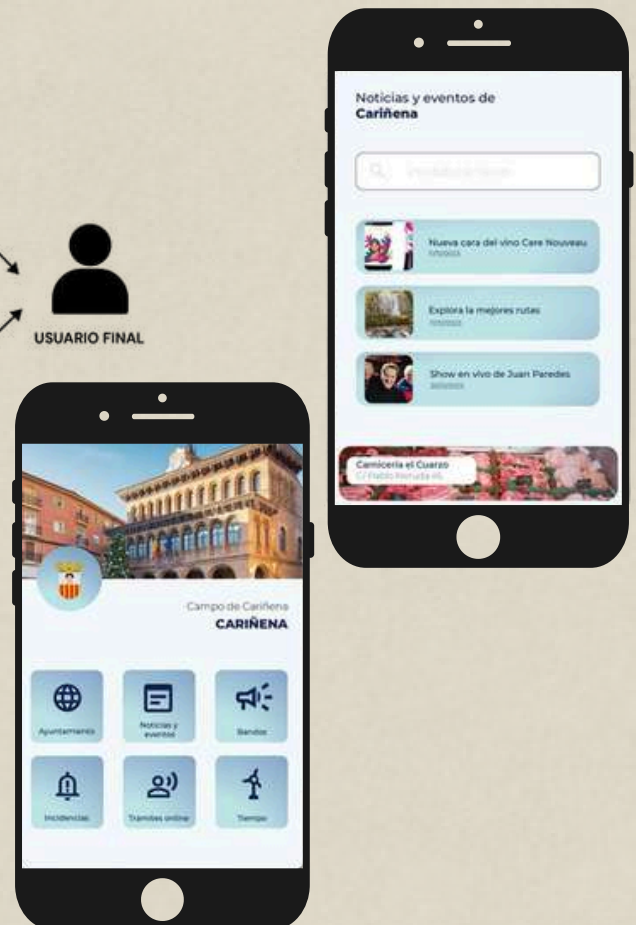 Noticias y eventos de
Cariñena
Nueva cara del vino Care Nouveau
Explora la mejores rutas
Show en vivo de Juan Paredes
Carnicería el Cuarzo
USUARIO FINAL
Campo de Cariñena
CARIÑENA
Ayuntamiento
Noticias y
eventos
Bandos
Incidencias
Tramites online
Tiempo